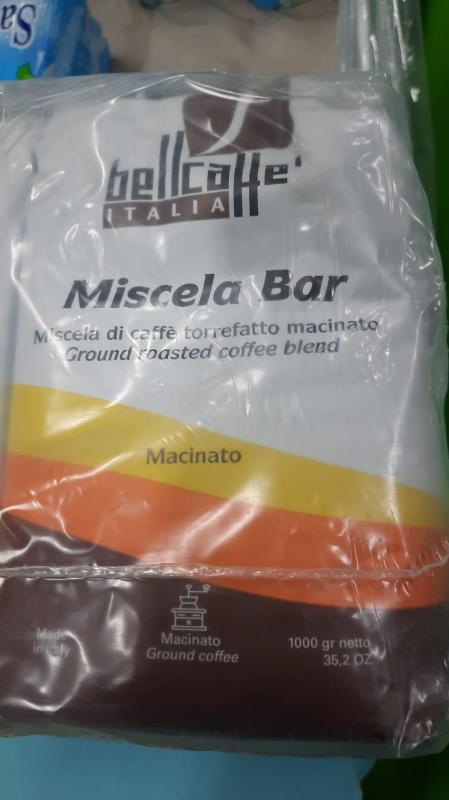 Sa
bellcaffe'
ITALIA
Miscela Bar
Miscela di caffè torrefatto macinato
Ground roasted coffee blend
Macinato
Made
in Italy
Macinato
Ground coffee
1000 gr netto
35,2 OZ